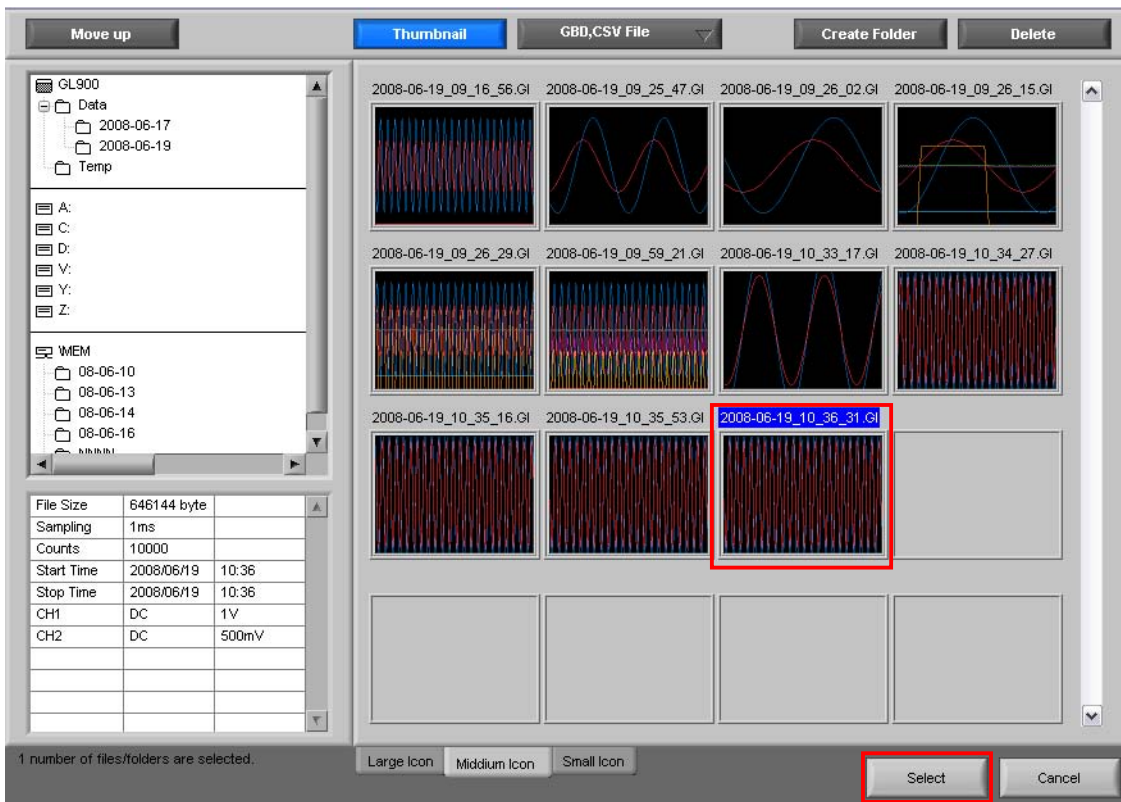 Move up
Thumbnail
GBD,CSV File
Create Folder
Delete
GL900
Data
2008-06-17
2008-06-19
Temp
A:
C:
D:
V:
Y:
Z:
\MEM
08-06-10
08-06-13
08-06-14
08-06-16
2008-06-19_09_16_56.GI 2008-06-19_09_25_47.GI 2008-06-19_09_26_02.GI 2008-06-19_09_26_15.GI
2008-06-19_09_26_29.GI 2008-06-19_09_59_21.GI 2008-06-19_10_33_17.GI 2008-06-19_10_34_27.GI
2008-06-19_10_35_16.GI 2008-06-19_10_35_53.GI 2008-06-19_10_36_31.GI
File Size 646144 byte
Sampling 1ms
Counts 10000
Start Time 2008/06/19 10:36
Stop Time 2008/06/19 10:36
CH1 DC 1V
CH2 DC 500mV
1 number of files/folders are selected.
Large Icon
Middium Icon
Small Icon
Select
Cancel